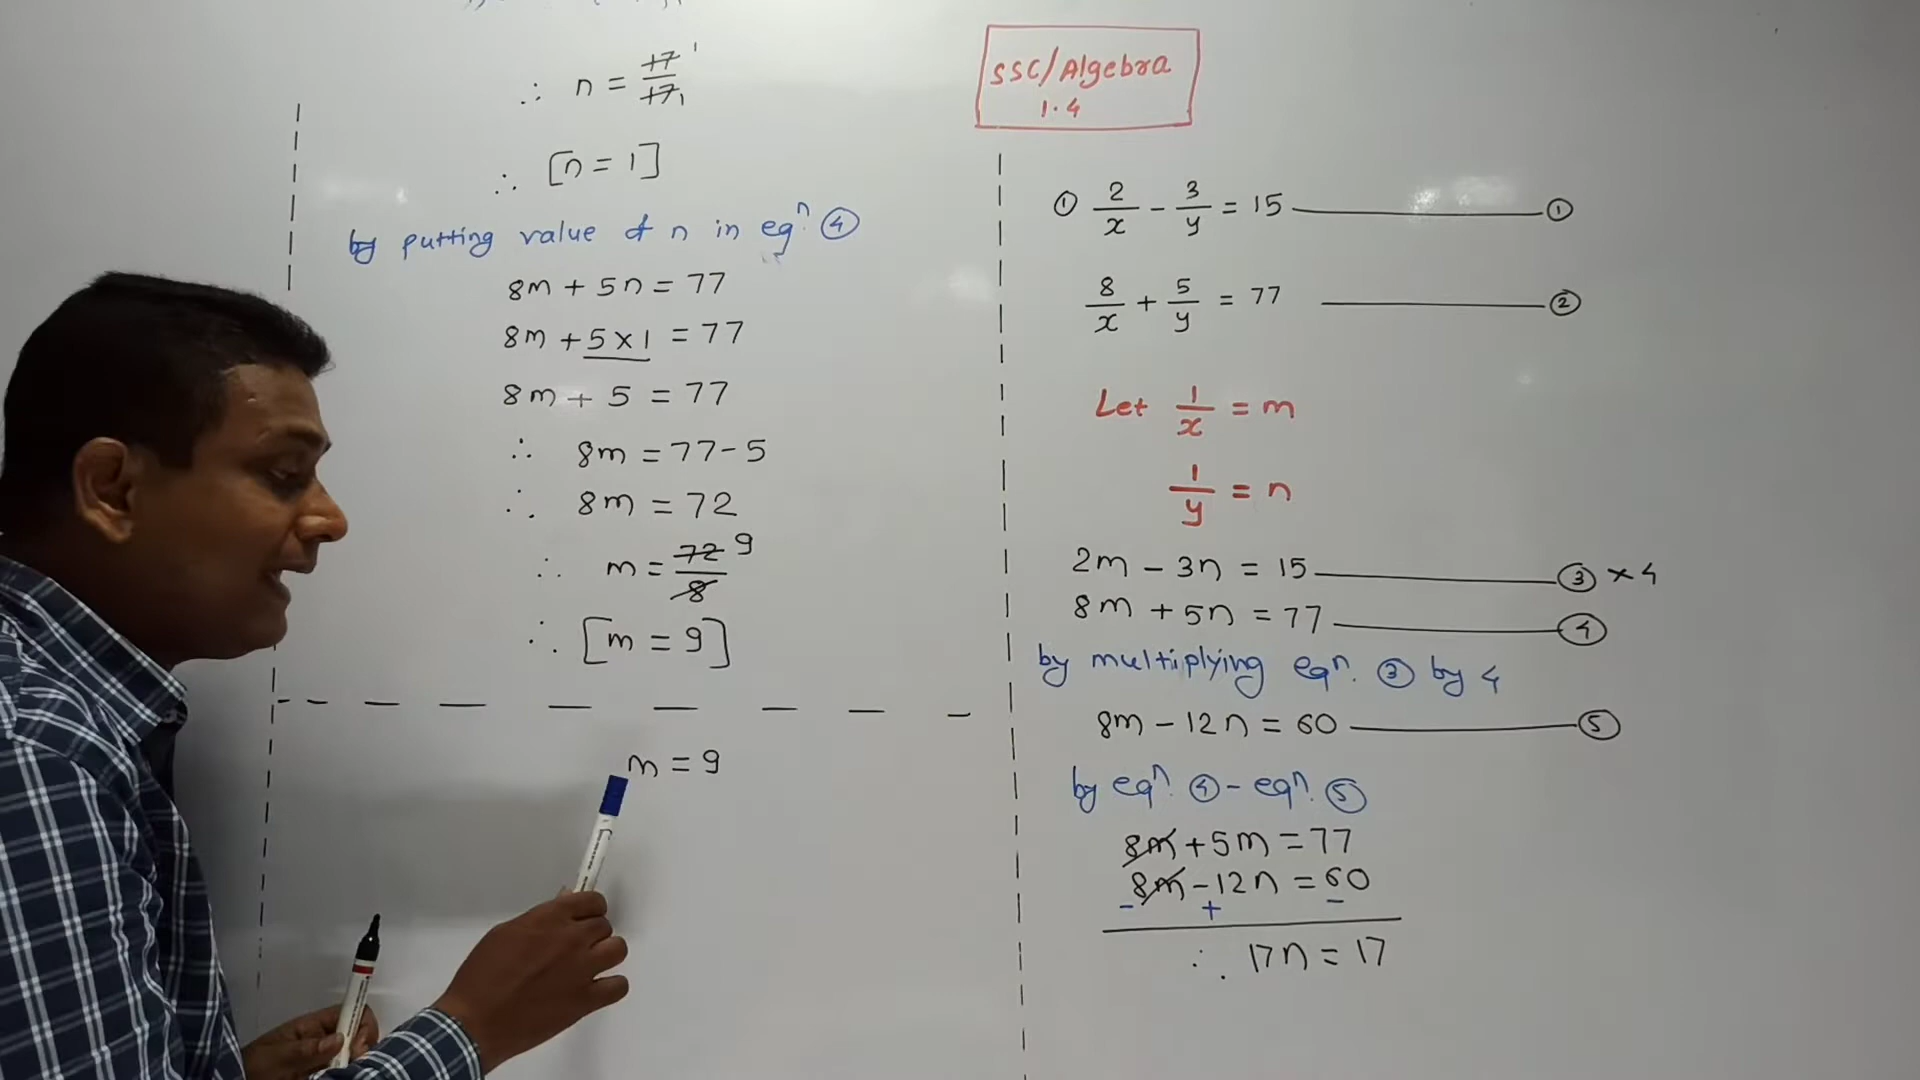 SSC/Algebra
1.4
① 2/x - 3/y = 15 ①
8/x + 5/y = 77 ②
Let 1/x = m
1/y = n
2m - 3n = 15 ③ × 4
8m + 5n = 77 ④
by multiplying eqn. ③ by 4
8m - 12n = 60 ⑤
by eqn. ④ - eqn. ⑤
8m + 5m = 77
8m - 12n = 60
- + -
∴ 17n = 17
∴ n = 17/17 1 1
∴ [n = 1]
by putting value of n in eqn. ④
8m + 5n = 77
8m + 5 × 1 = 77
8m + 5 = 77
∴ 8m = 77 - 5
∴ 8m = 72
∴ m = 72/8 9
∴ [m = 9]
m = 9